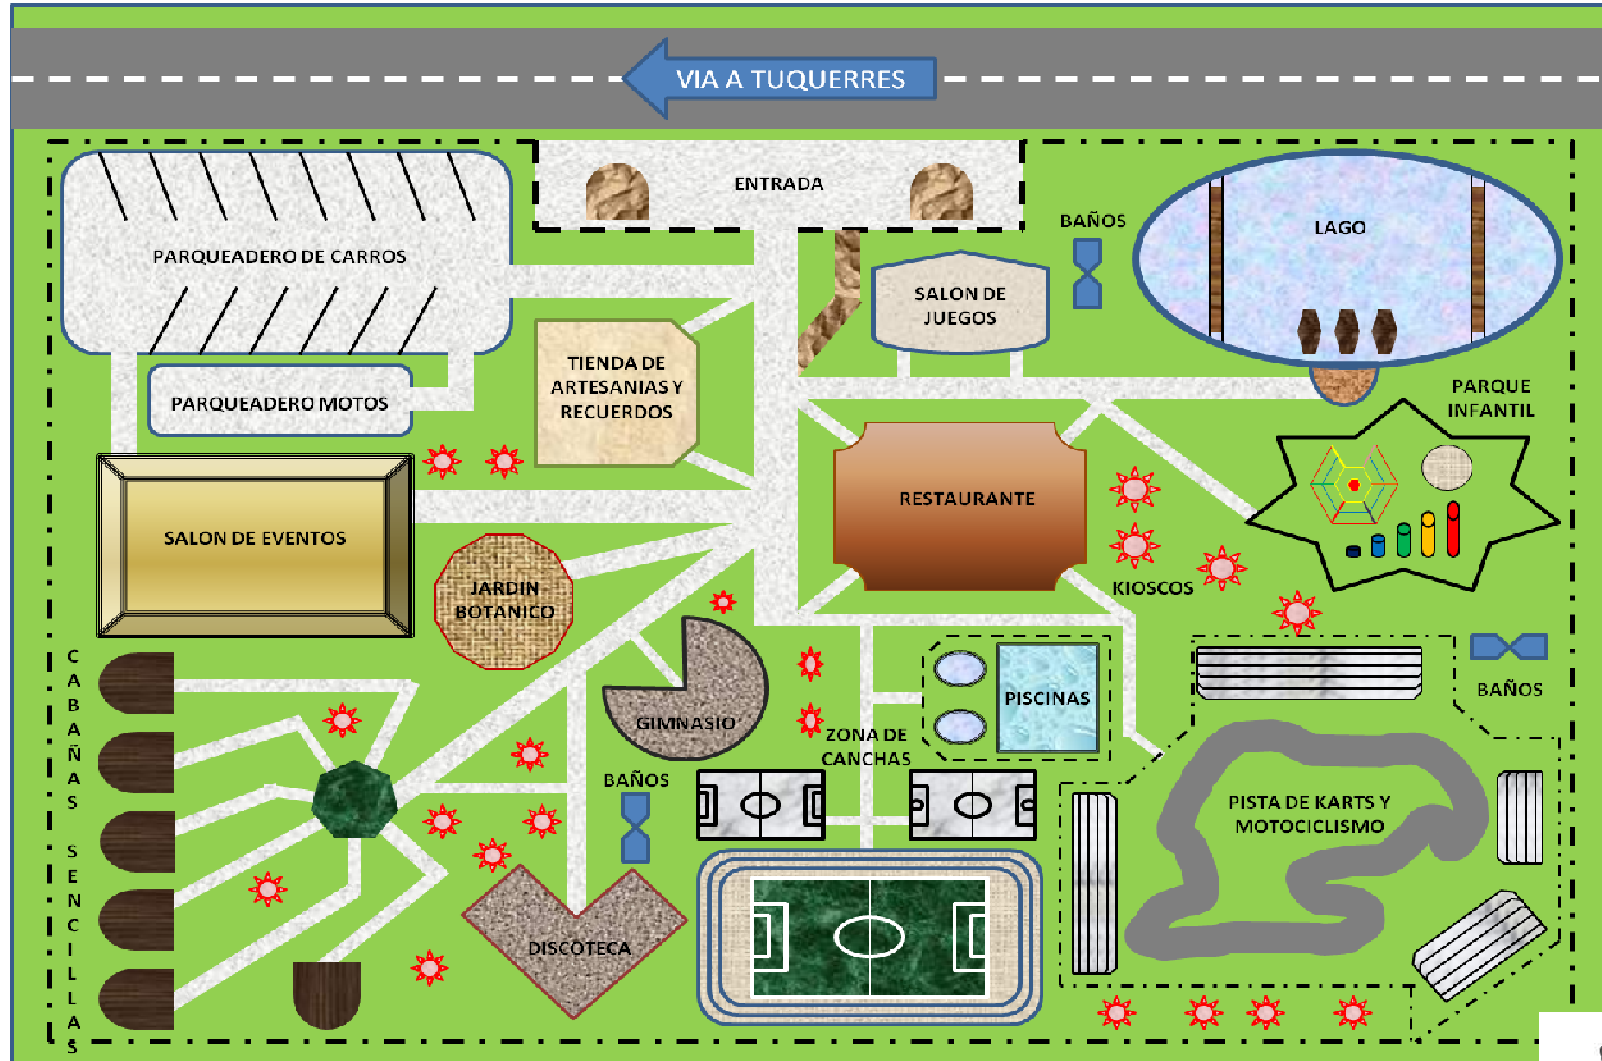 VIA A TUQUERRES
ENTRADA
BAÑOS
LAGO
PARQUEADERO DE CARROS
SALON DE
JUEGOS
TIENDA DE
ARTESANIAS Y
RECUERDOS
PARQUE
INFANTIL
PARQUEADERO MOTOS
RESTAURANTE
SALON DE EVENTOS
JARDIN
BOTANICO
KIOSCOS
CABAÑAS SENCILLAS
PISCINAS
BAÑOS
GIMNASIO
ZONA DE
CANCHAS
BAÑOS
PISTA DE KARTS Y
MOTOCICLISMO
DISCOTECA